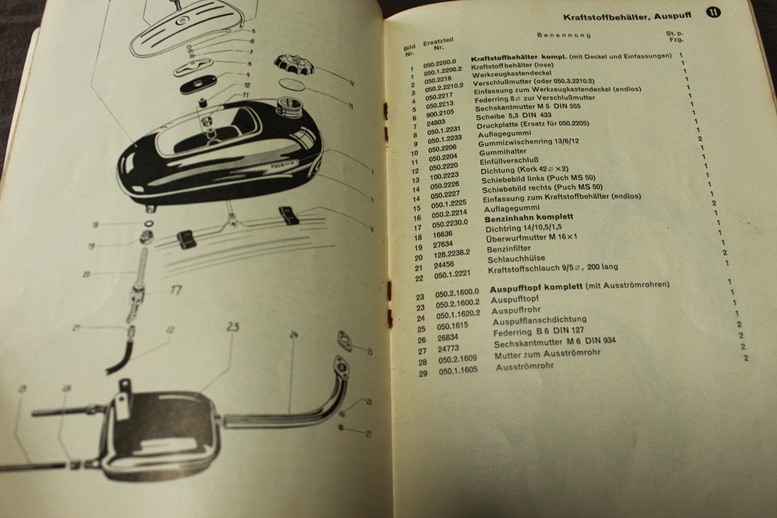 Kraftstoffbehälter, Auspuff 11
Bild Nr. Ersatzteil Nr. Benennung St. p. Fzg.
1 050.2200.0 Kraftstoffbehälter kompl. (mit Deckel und Einfassungen) 1
1 050.1.2200.2 Kraftstoffbehälter (lose) 1
2 050.2216 Werkzeugkastendeckel 1
3 050.2.2210.2 Verschlußmutter (oder 050.3.2210.2) 1
4 050.2217 Einfassung zum Werkzeugkastendeckel (endlos) 1
5 050.2213 Federring 8⌀ zur Verschlußmutter 1
6 900.2105 Sechskantmutter M 5 DIN 555 1
7 24803 Scheibe 5,3 DIN 433 1
8 050.1.2231 Druckplatte (Ersatz für 050.2205) 1
9 050.1.2233 Auflagegummi 1
10 050.2206 Gummizwischenring 13/6/12 2
11 050.2204 Gummihalter 1
12 050.2220 Einfüllverschluß 1
13 100.2223 Dichtung (Kork 42⌀×2) 1
14 050.2226 Schiebebild links (Puch MS 50) 1
14 050.2227 Schiebebild rechts (Puch MS 50) 1
15 050.1.2225 Einfassung zum Kraftstoffbehälter (endlos) 1
16 050.2.2214 Auflagegummi 2
17 050.2230.0 Benzinhahn komplett 1
18 16636 Dichtring 14/10,5/1,5 1
19 27634 Überwurfmutter M 16×1 1
20 128.2238.2 Benzinfilter 1
21 24456 Schlauchhülse 2
22 050.1.2221 Kraftstoffschlauch 9/5⌀, 200 lang 1
23 050.2.1600.0 Auspufftopf komplett (mit Ausströmrohren) 1
23 050.2.1600.2 Auspufftopf 1
24 050.1.1620.2 Auspuffrohr 1
25 050.1615 Auspuffflanschdichtung 1
26 26834 Federring B 6 DIN 127 2
27 24773 Sechskantmutter M 6 DIN 934 2
28 050.2.1609 Mutter zum Ausströmrohr 2
29 050.1.1605 Ausströmrohr 2